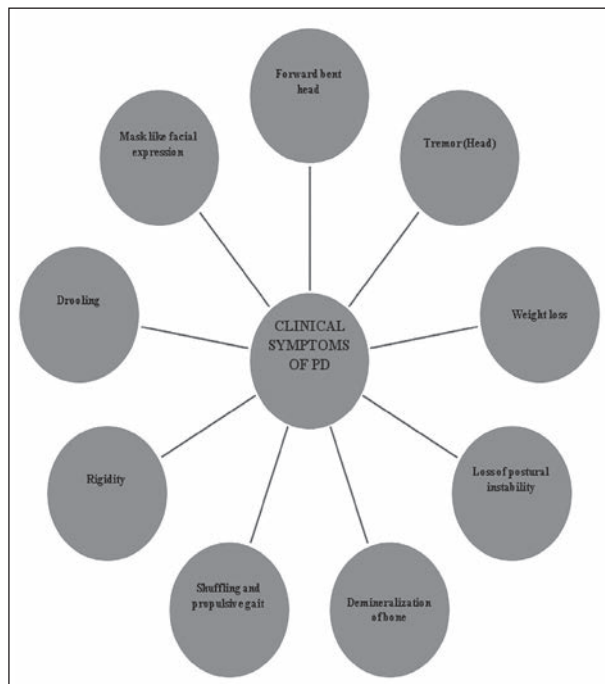 Forward bent
head
Mask like facial
expression
Tremor (Head)
Drooling
CLINICAL
SYMPTOMS
OF PD
Weight loss
Rigidity
Loss of postural
instability
Shuffling and
propulsive gait
Demineralization
of bone